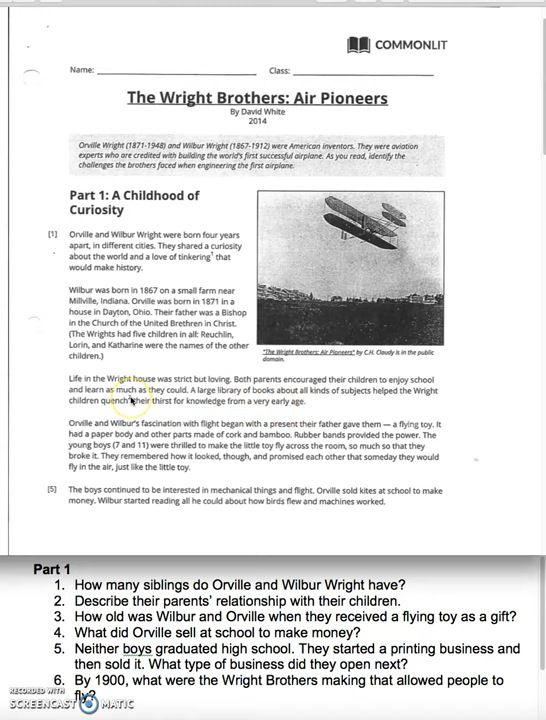 COMMONLIT
Name: Class:
The Wright Brothers: Air Pioneers
By David White
2014
Orville Wright (1871-1948) and Wilbur Wright (1867-1912) were American inventors. They were aviation
experts who are credited with building the world's first successful airplane. As you read, identify the
challenges the brothers faced when engineering the first airplane.
Part 1: A Childhood of
Curiosity
[1] Orville and Wilbur Wright were born four years
apart, in different cities. They shared a curiosity
about the world and a love of tinkering1 that
would make history.
Wilbur was born in 1867 on a small farm near
Millville, Indiana. Orville was born in 1871 in a
house in Dayton, Ohio. Their father was a Bishop
in the Church of the United Brethren in Christ.
(The Wrights had five children in all: Reuchlin,
Lorin, and Katharine were the names of the other
children.)
"The Wright Brothers: Air Pioneers" by C.H. Claudy is in the public
domain.
Life in the Wright house was strict but loving. Both parents encouraged their children to enjoy school
and learn as much as they could. A large library of books about all kinds of subjects helped the Wright
children quench their thirst for knowledge from a very early age.
Orville and Wilbur's fascination with flight began with a present their father gave them — a flying toy. It
had a paper body and other parts made of cork and bamboo. Rubber bands provided the power. The
young boys (7 and 11) were thrilled to make the little toy fly across the room, so much so that they
broke it. They remembered how it looked, though, and promised each other that someday they would
fly in the air, just like the little toy.
[5] The boys continued to be interested in mechanical things and flight. Orville sold kites at school to make
money. Wilbur started reading all he could about how birds flew and machines worked.
Part 1
1. How many siblings do Orville and Wilbur Wright have?
2. Describe their parents' relationship with their children.
3. How old was Wilbur and Orville when they received a flying toy as a gift?
4. What did Orville sell at school to make money?
5. Neither boys graduated high school. They started a printing business and
then sold it. What type of business did they open next?
6. By 1900, what were the Wright Brothers making that allowed people to
fly?
RECORDED WITH
SCREENCAST MATIC